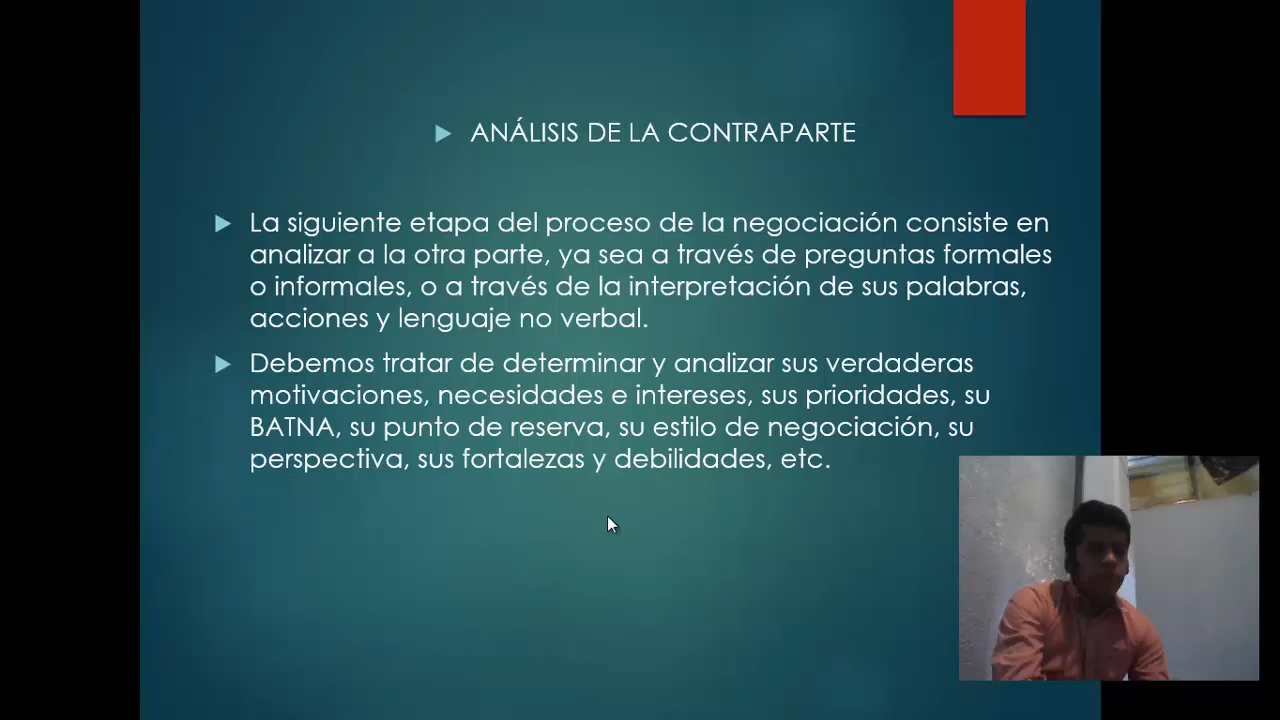 ANÁLISIS DE LA CONTRAPARTE
La siguiente etapa del proceso de la negociación consiste en
analizar a la otra parte, ya sea a través de preguntas formales
o informales, o a través de la interpretación de sus palabras,
acciones y lenguaje no verbal.
Debemos tratar de determinar y analizar sus verdaderas
motivaciones, necesidades e intereses, sus prioridades, su
BATNA, su punto de reserva, su estilo de negociación, su
perspectiva, sus fortalezas y debilidades, etc.